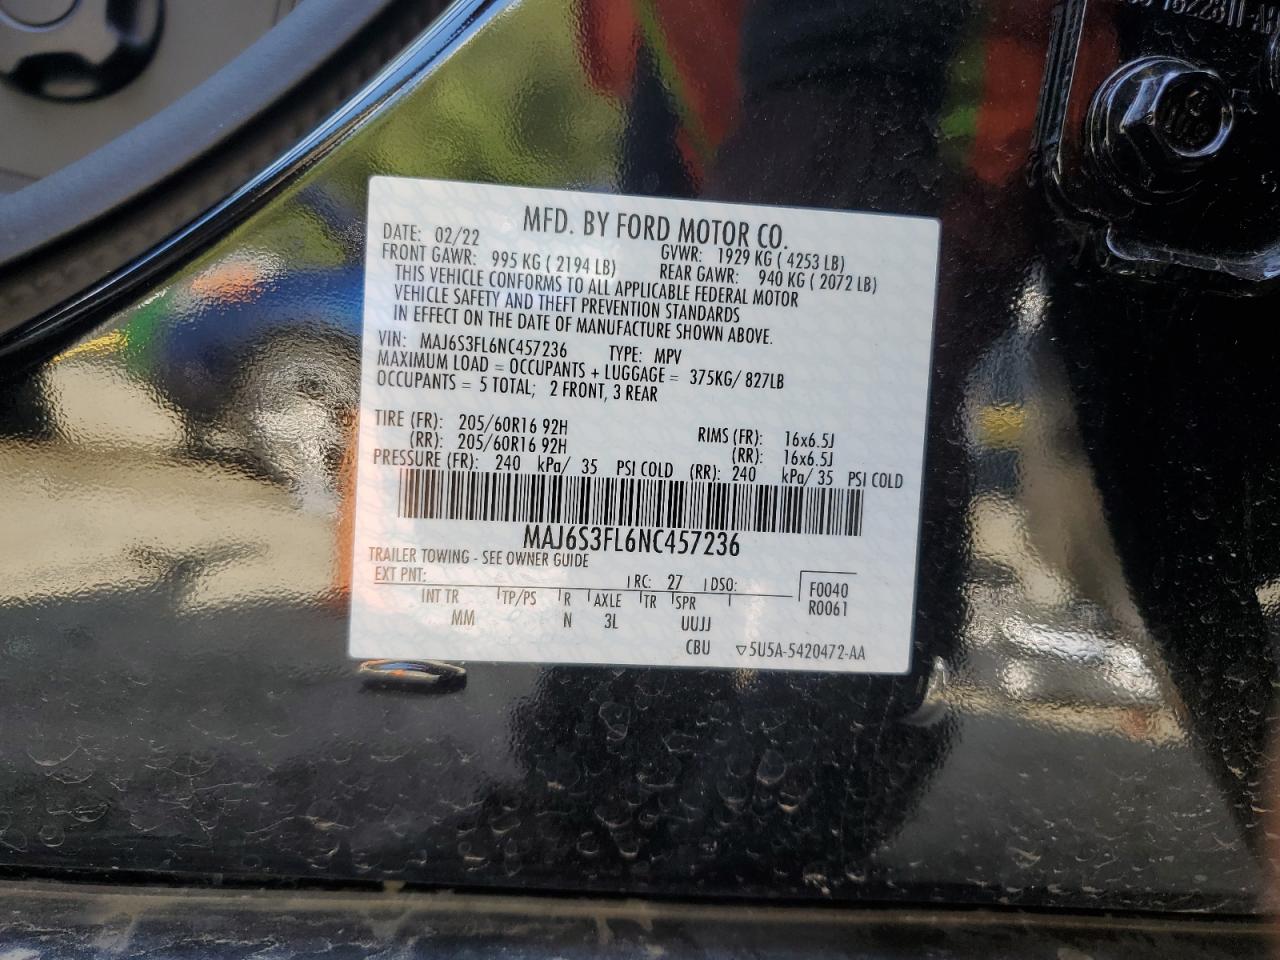 MFD. BY FORD MOTOR CO.
DATE: 02/22 GVWR: 1929 KG ( 4253 LB)
FRONT GAWR: 995 KG ( 2194 LB) REAR GAWR: 940 KG ( 2072 LB)
THIS VEHICLE CONFORMS TO ALL APPLICABLE FEDERAL MOTOR
VEHICLE SAFETY AND THEFT PREVENTION STANDARDS
IN EFFECT ON THE DATE OF MANUFACTURE SHOWN ABOVE.
VIN: MAJ6S3FL6NC457236 TYPE: MPV
MAXIMUM LOAD = OCCUPANTS + LUGGAGE = 375KG/ 827LB
OCCUPANTS = 5 TOTAL; 2 FRONT, 3 REAR
TIRE (FR): 205/60R16 92H RIMS (FR): 16x6.5J
(RR): 205/60R16 92H (RR): 16x6.5J
PRESSURE (FR): 240 kPa/ 35 PSI COLD (RR): 240 kPa/ 35 PSI COLD
MAJ6S3FL6NC457236
TRAILER TOWING - SEE OWNER GUIDE
EXT PNT: RC: 27 DSO: F0040
INT TR TP/PS R AXLE TR SPR R0061
MM N 3L UUJJ
CBU ▽5U5A-5420472-AA